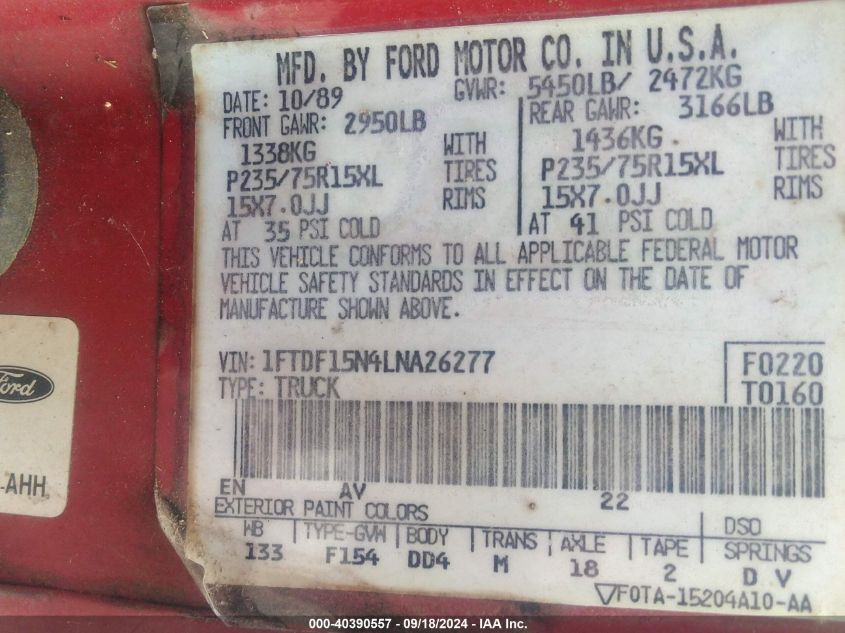 MFD. BY FORD MOTOR CO. IN U.S.A.
DATE: 10/89 GVWR: 5450LB/ 2472KG
FRONT GAWR: 2950LB REAR GAWR: 3166LB
1338KG WITH 1436KG WITH
P235/75R15XL TIRES P235/75R15XL TIRES
15X7.0JJ RIMS 15X7.0JJ RIMS
AT 35 PSI COLD AT 41 PSI COLD
THIS VEHICLE CONFORMS TO ALL APPLICABLE FEDERAL MOTOR
VEHICLE SAFETY STANDARDS IN EFFECT ON THE DATE OF
MANUFACTURE SHOWN ABOVE.
VIN: 1FTDF15N4LNA26277 F0220
TYPE: TRUCK T0160
EN AV 22
EXTERIOR PAINT COLORS DSO
WB TYPE-GVW BODY TRANS AXLE TAPE SPRINGS
133 F154 DD4 M 18 2 D V
F0TA-15204A10-AA
Ford
-AHH
000-40390557 - 09/18/2024 - IAA Inc.